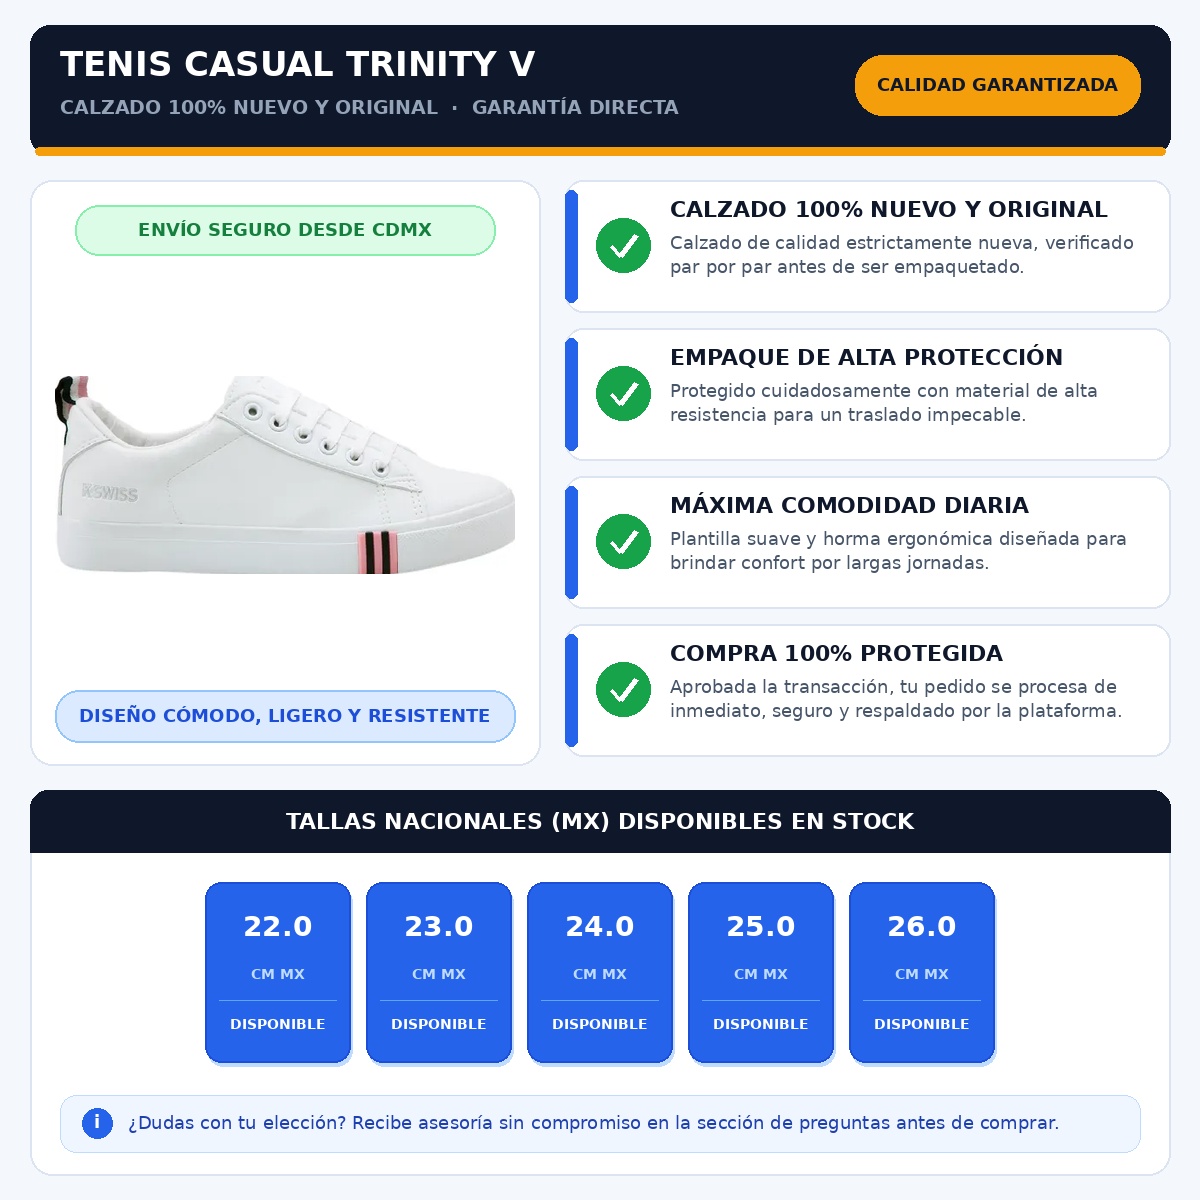 TENIS CASUAL TRINITY V
CALZADO 100% NUEVO Y ORIGINAL · GARANTÍA DIRECTA
CALIDAD GARANTIZADA
ENVÍO SEGURO DESDE CDMX
K-SWISS
DISEÑO CÓMODO, LIGERO Y RESISTENTE
CALZADO 100% NUEVO Y ORIGINAL
Calzado de calidad estrictamente nueva, verificado
par por par antes de ser empaquetado.
EMPAQUE DE ALTA PROTECCIÓN
Protegido cuidadosamente con material de alta
resistencia para un traslado impecable.
MÁXIMA COMODIDAD DIARIA
Plantilla suave y horma ergonómica diseñada para
brindar confort por largas jornadas.
COMPRA 100% PROTEGIDA
Aprobada la transacción, tu pedido se procesa de
inmediato, seguro y respaldado por la plataforma.
TALLAS NACIONALES (MX) DISPONIBLES EN STOCK
22.0
CM MX
DISPONIBLE
23.0
CM MX
DISPONIBLE
24.0
CM MX
DISPONIBLE
25.0
CM MX
DISPONIBLE
26.0
CM MX
DISPONIBLE
i ¿Dudas con tu elección? Recibe asesoría sin compromiso en la sección de preguntas antes de comprar.